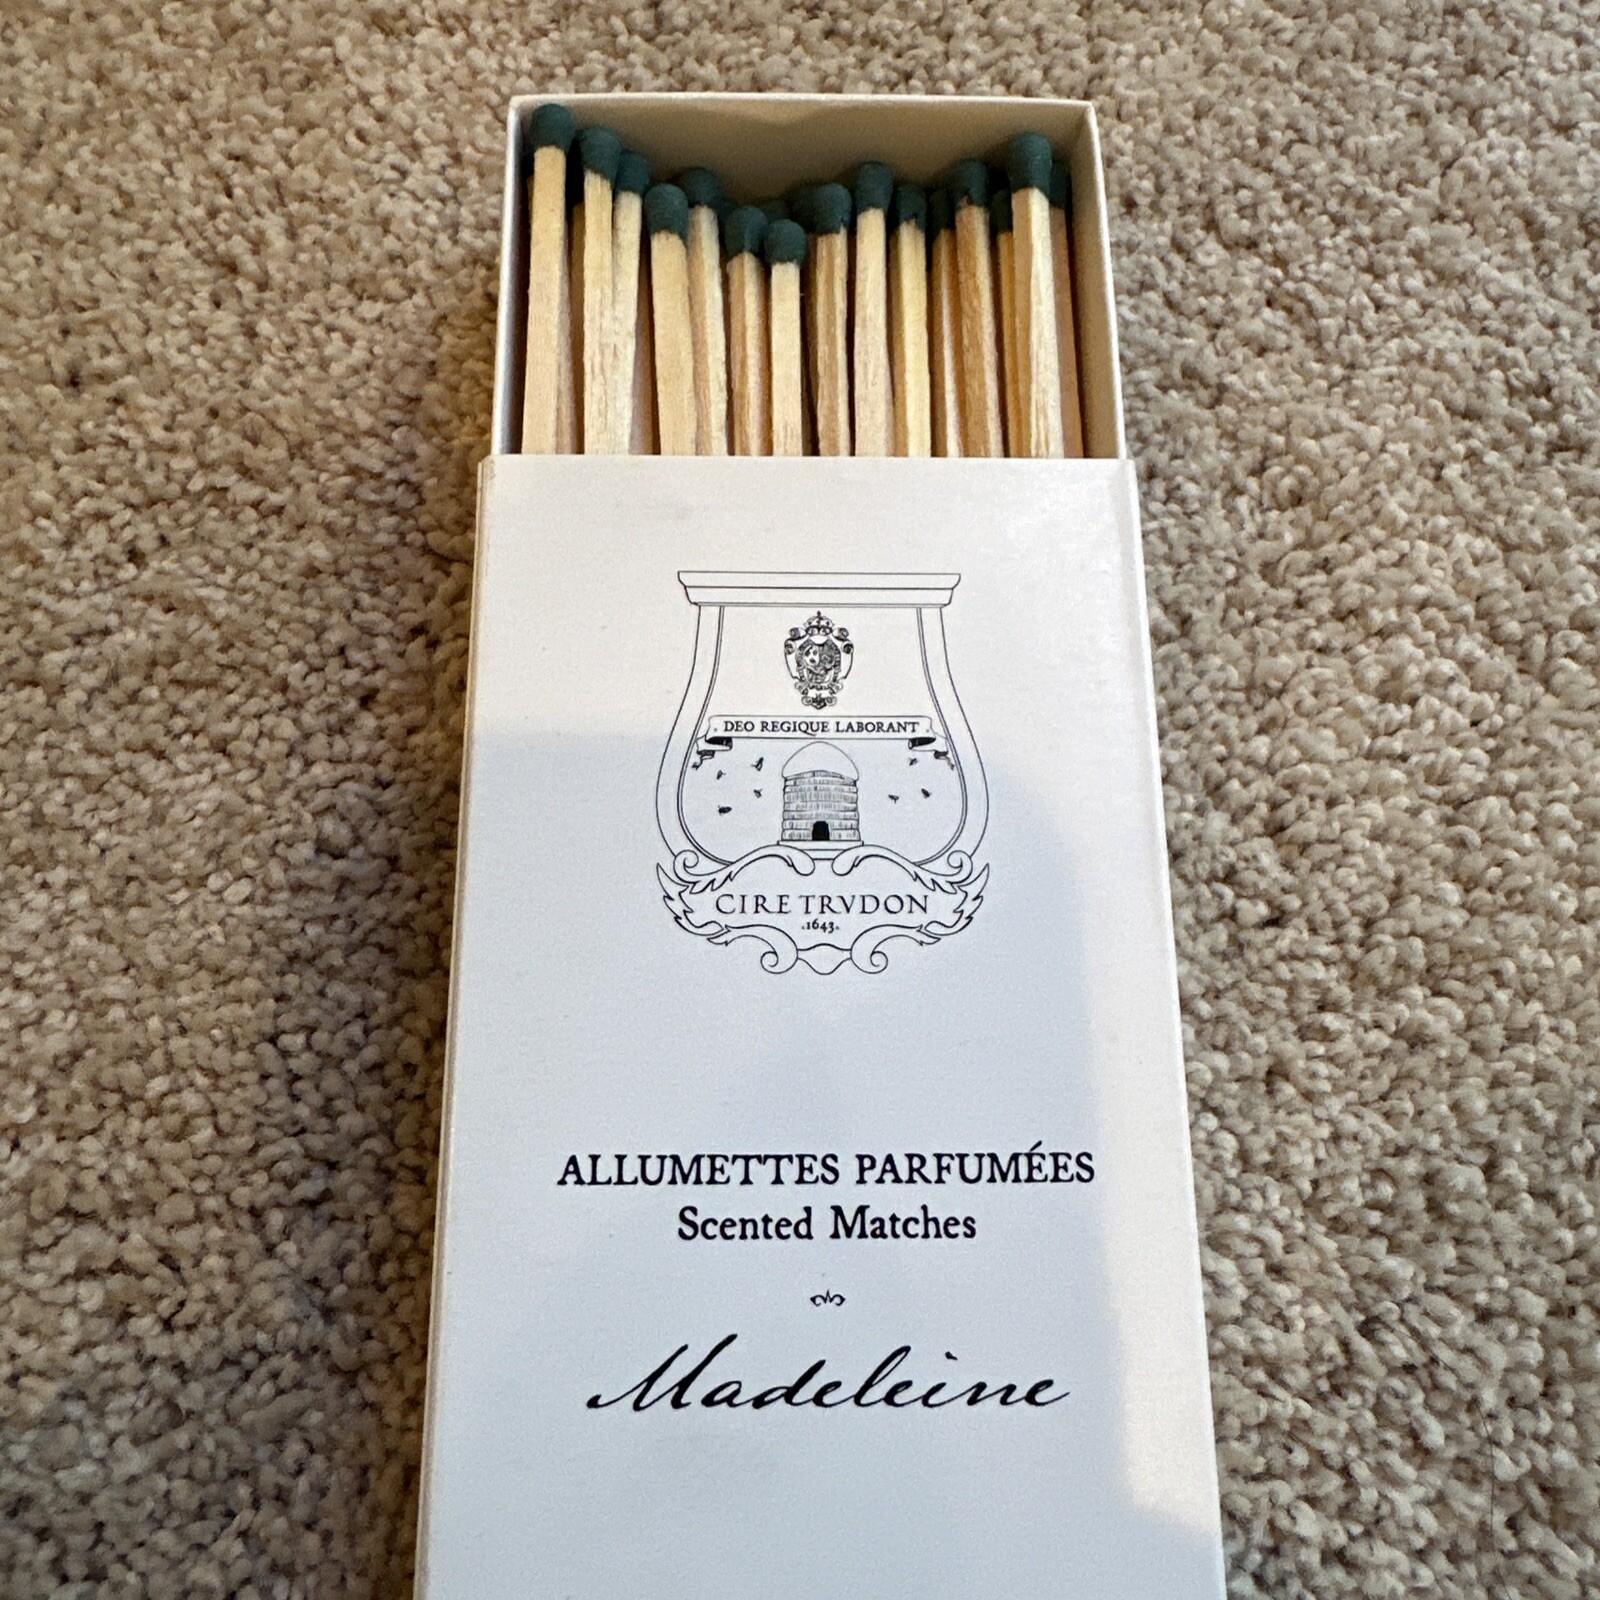 DEO REGIQUE LABORANT
CIRE TRVDON
1643
ALLUMETTES PARFUMÉES
Scented Matches
Madeleine